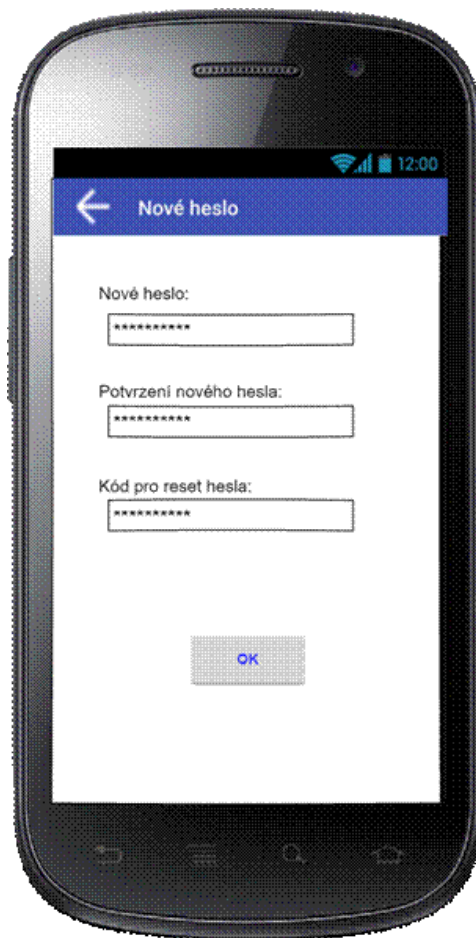 12:00
Nové heslo
Nové heslo:
**********
Potvrzení nového hesla:
**********
Kód pro reset hesla:
**********
OK